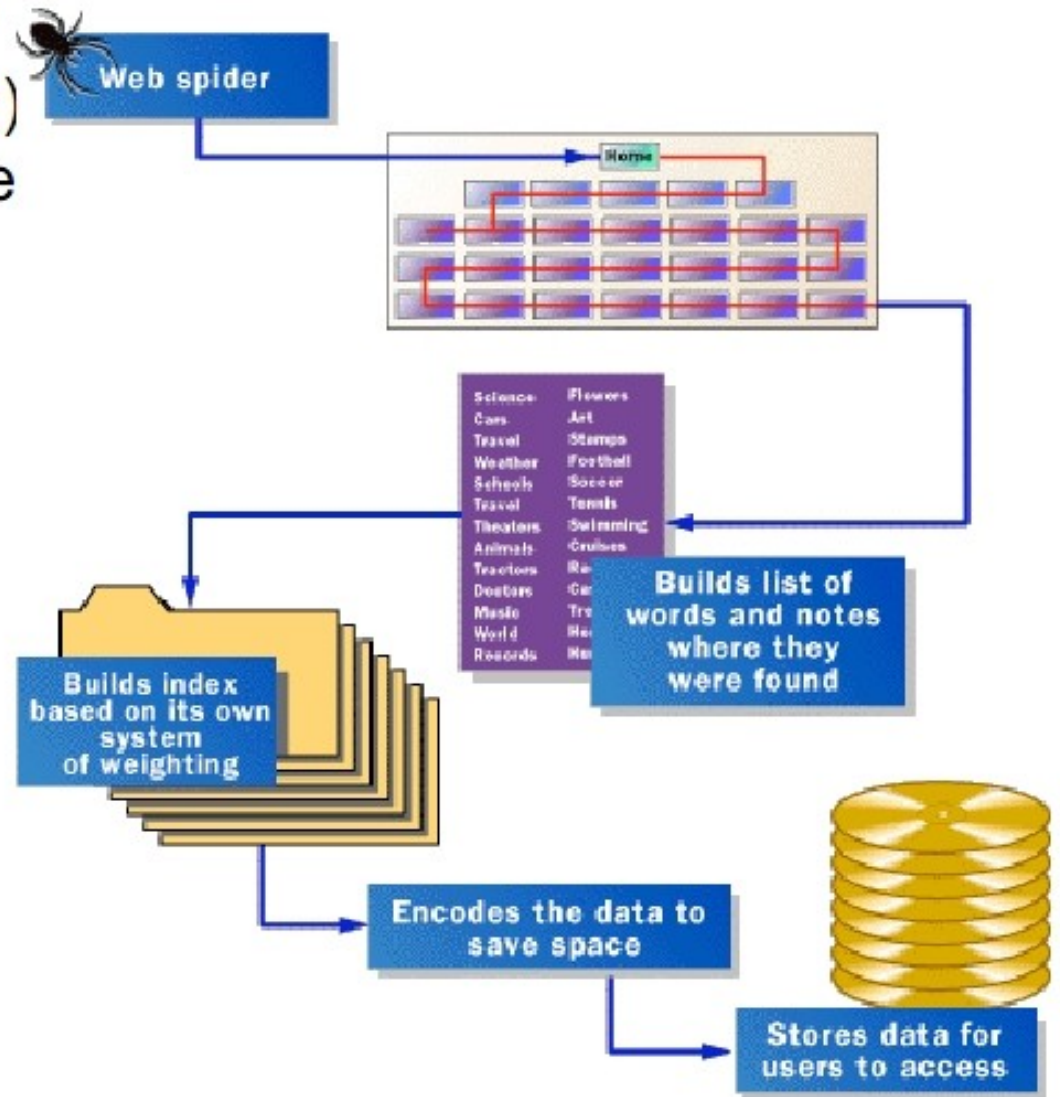 )
e
Web spider
Home
Science Flowers
Cars Art
Travel Stamps
Weather Football
Schools Soccer
Travel Tennis
Theaters Swimming
Animals Cruises
Tractors
Doctors
Music
World
Records
Builds list of
words and notes
where they
were found
Builds index
based on its own
system
of weighting
Encodes the data to
save space
Stores data for
users to access